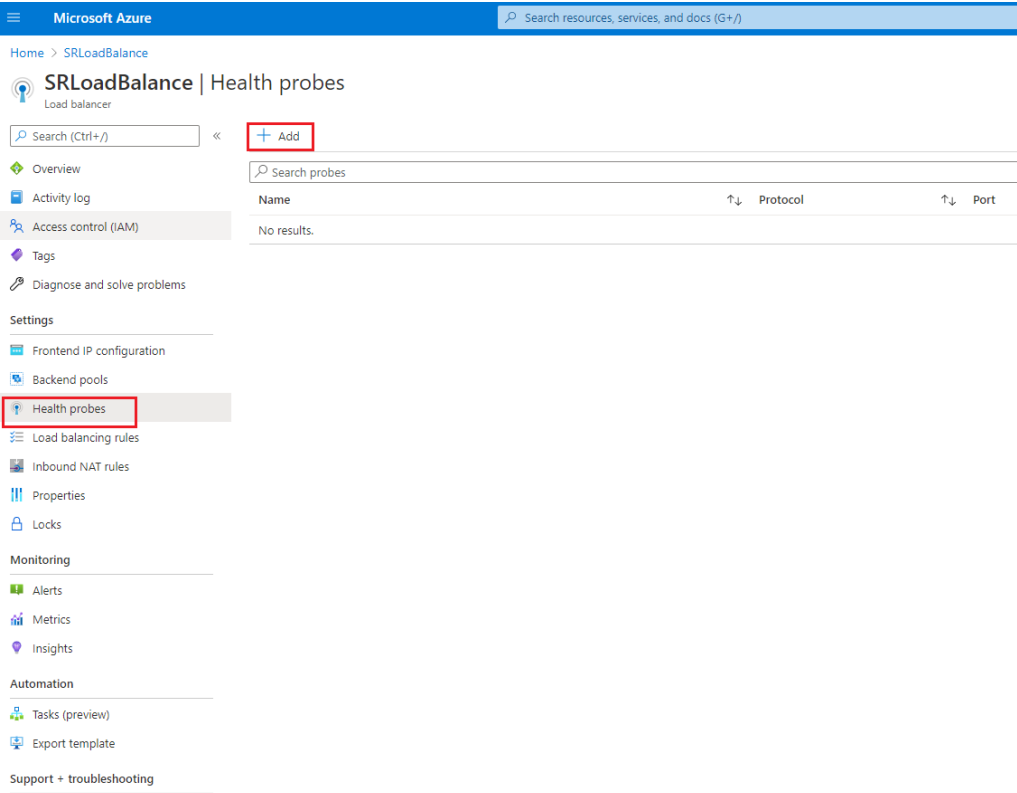 Microsoft Azure
Search resources, services, and docs (G+/)
Home > SRLoadBalance
SRLoadBalance | Health probes
Load balancer
Search (Ctrl+/)
«
+ Add
Overview
Search probes
Activity log
Name ↑↓ Protocol ↑↓ Port
Access control (IAM)
No results.
Tags
Diagnose and solve problems
Settings
Frontend IP configuration
Backend pools
Health probes
Load balancing rules
Inbound NAT rules
Properties
Locks
Monitoring
Alerts
Metrics
Insights
Automation
Tasks (preview)
Export template
Support + troubleshooting